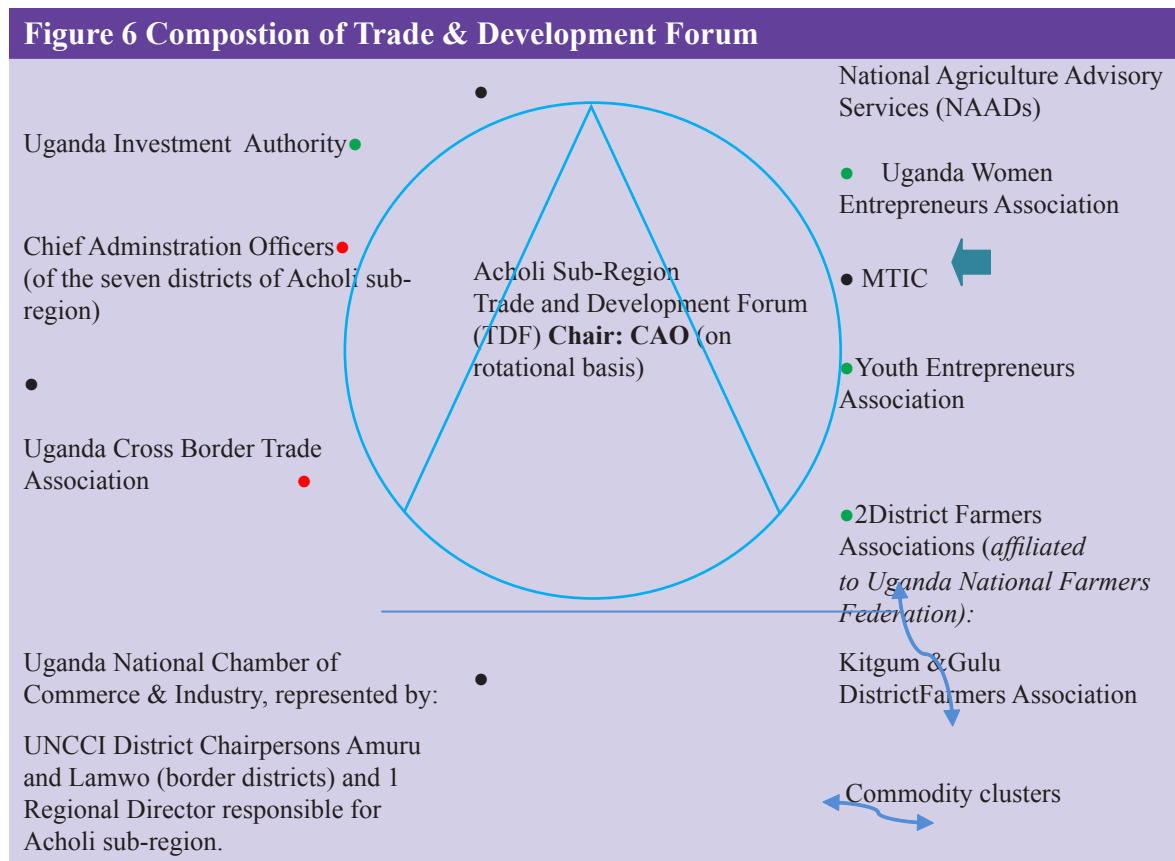 Figure 6 Compostion of Trade & Development Forum
Uganda Investment Authority
Chief Adminstration Officers
(of the seven districts of Acholi sub-
region)
Uganda Cross Border Trade
Association
Uganda National Chamber of
Commerce & Industry, represented by:
UNCCI District Chairpersons Amuru
and Lamwo (border districts) and 1
Regional Director responsible for
Acholi sub-region.
Acholi Sub-Region
Trade and Development Forum
(TDF) Chair: CAO (on
rotational basis)
National Agriculture Advisory
Services (NAADs)
Uganda Women
Entrepreneurs Association
MTIC
Youth Entrepreneurs
Association
2District Farmers
Associations (affiliated
to Uganda National Farmers
Federation):
Kitgum &Gulu
DistrictFarmers Association
Commodity clusters